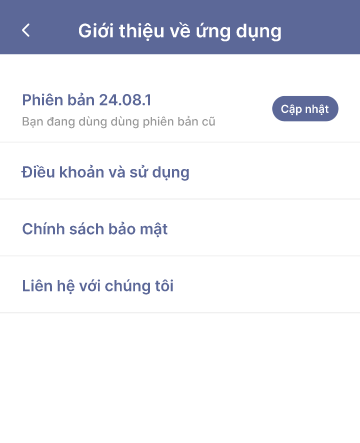 Giới thiệu về ứng dụng
Phiên bản 24.08.1
Bạn đang dùng dùng phiên bản cũ
Cập nhật
Điều khoản và sử dụng
Chính sách bảo mật
Liên hệ với chúng tôi